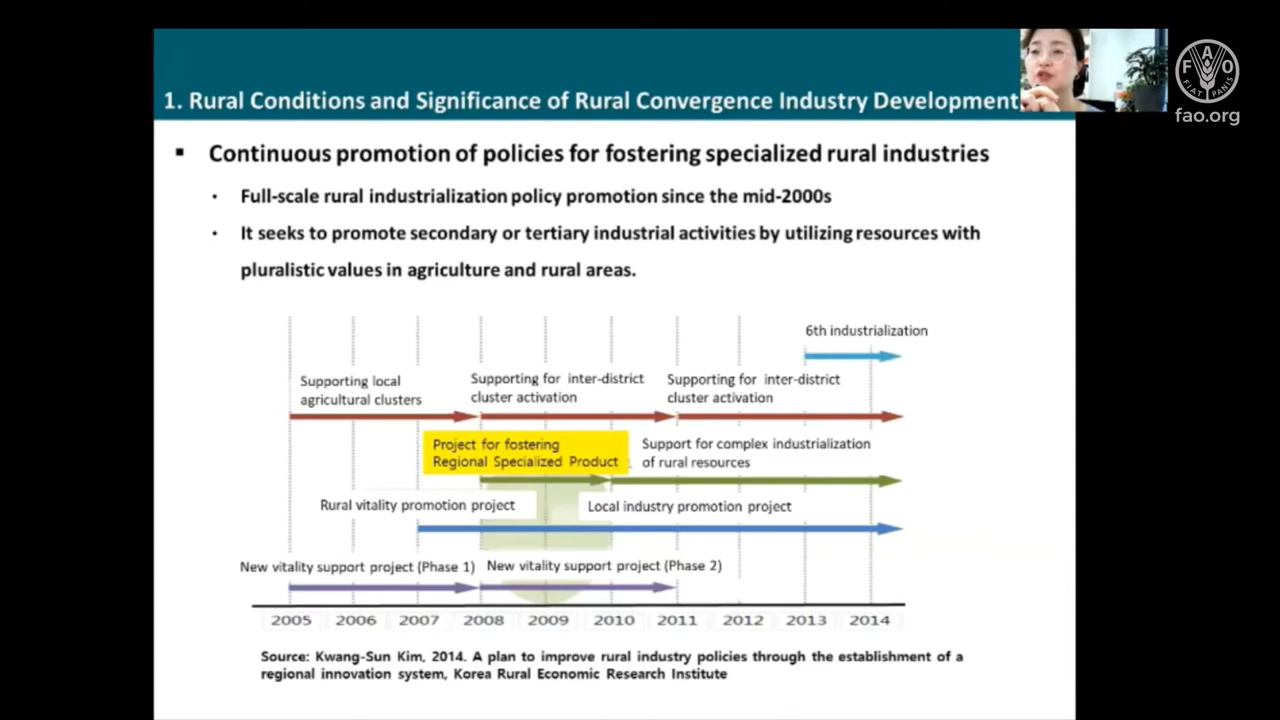 1. Rural Conditions and Significance of Rural Convergence Industry Development
F A O
FIAT PANIS
fao.org
▪ Continuous promotion of policies for fostering specialized rural industries
· Full-scale rural industrialization policy promotion since the mid-2000s
· It seeks to promote secondary or tertiary industrial activities by utilizing resources with
pluralistic values in agriculture and rural areas.
6th industrialization
Supporting local
agricultural clusters
Supporting for inter-district
cluster activation
Supporting for inter-district
cluster activation
Project for fostering
Regional Specialized Product
Support for complex industrialization
of rural resources
Rural vitality promotion project
Local industry promotion project
New vitality support project (Phase 1)
New vitality support project (Phase 2)
2005 2006 2007 2008 2009 2010 2011 2012 2013 2014
Source: Kwang-Sun Kim, 2014. A plan to improve rural industry policies through the establishment of a
regional innovation system, Korea Rural Economic Research Institute